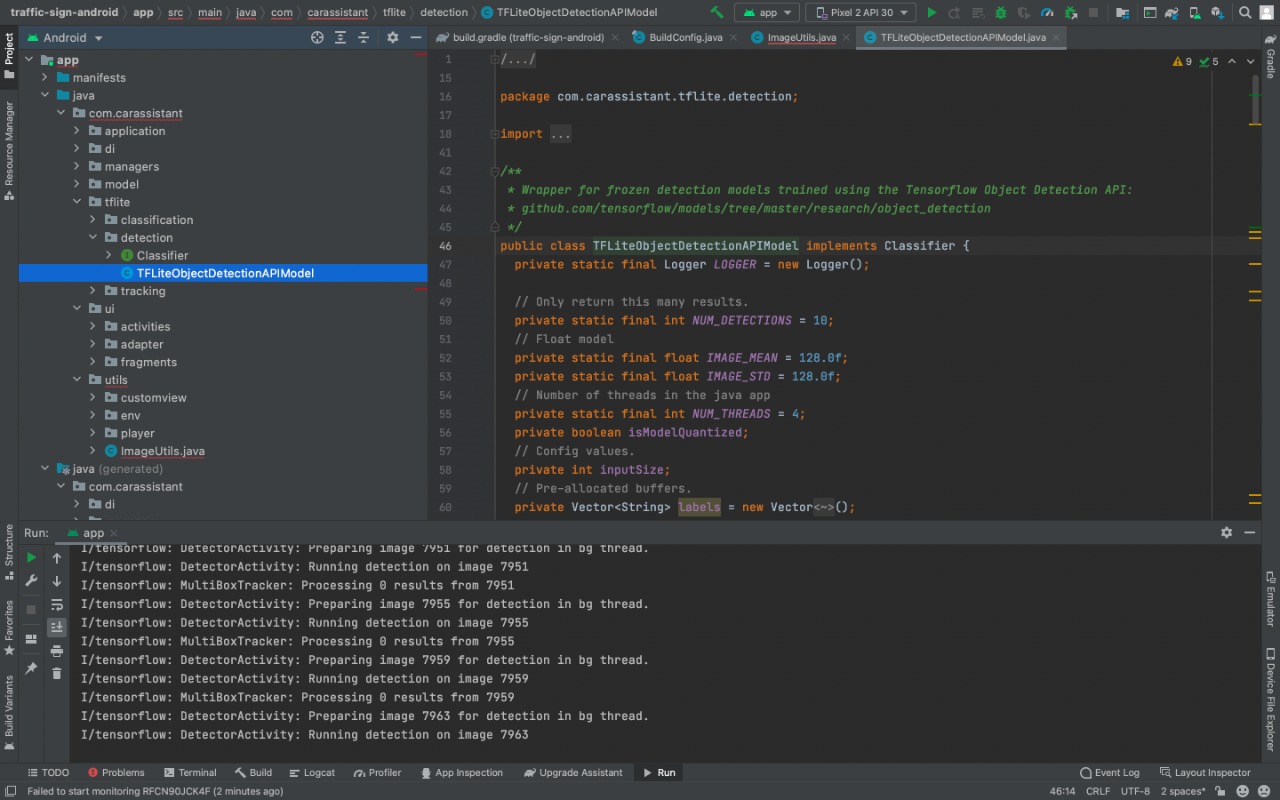 traffic-sign-android › app › src › main › java › com › carassistant › tflite › detection › TFLiteObjectDetectionAPIModel
app
Pixel 2 API 30
Android
build.gradle (traffic-sign-android)
BuildConfig.java
ImageUtils.java
TFLiteObjectDetectionAPIModel.java
Project
Resource Manager
Structure
Favorites
Build Variants
app
manifests
java
com.carassistant
application
di
managers
model
tflite
classification
detection
Classifier
TFLiteObjectDetectionAPIModel
tracking
ui
activities
adapter
fragments
utils
customview
env
player
ImageUtils.java
java (generated)
com.carassistant
di
9 5
1 /.../
15
16 package com.carassistant.tflite.detection;
17
18 import ...
41
42 /**
43 * Wrapper for frozen detection models trained using the Tensorflow Object Detection API:
44 * github.com/tensorflow/models/tree/master/research/object_detection
45 */
46 public class TFLiteObjectDetectionAPIModel implements Classifier {
47 private static final Logger LOGGER = new Logger();
48
49 // Only return this many results.
50 private static final int NUM_DETECTIONS = 10;
51 // Float model
52 private static final float IMAGE_MEAN = 128.0f;
53 private static final float IMAGE_STD = 128.0f;
54 // Number of threads in the java app
55 private static final int NUM_THREADS = 4;
56 private boolean isModelQuantized;
57 // Config values.
58 private int inputSize;
59 // Pre-allocated buffers.
60 private Vector<String> labels = new Vector<~>();
Gradle
Emulator
Device File Explorer
Run: app
I/tensorflow: DetectorActivity: Preparing image 7951 for detection in bg thread.
I/tensorflow: DetectorActivity: Running detection on image 7951
I/tensorflow: MultiBoxTracker: Processing 0 results from 7951
I/tensorflow: DetectorActivity: Preparing image 7955 for detection in bg thread.
I/tensorflow: DetectorActivity: Running detection on image 7955
I/tensorflow: MultiBoxTracker: Processing 0 results from 7955
I/tensorflow: DetectorActivity: Preparing image 7959 for detection in bg thread.
I/tensorflow: DetectorActivity: Running detection on image 7959
I/tensorflow: MultiBoxTracker: Processing 0 results from 7959
I/tensorflow: DetectorActivity: Preparing image 7963 for detection in bg thread.
I/tensorflow: DetectorActivity: Running detection on image 7963
TODO Problems Terminal Build Logcat Profiler App Inspection Upgrade Assistant Run Event Log Layout Inspector
Failed to start monitoring RFCN90JCK4F (2 minutes ago) 46:14 CRLF UTF-8 2 spaces*